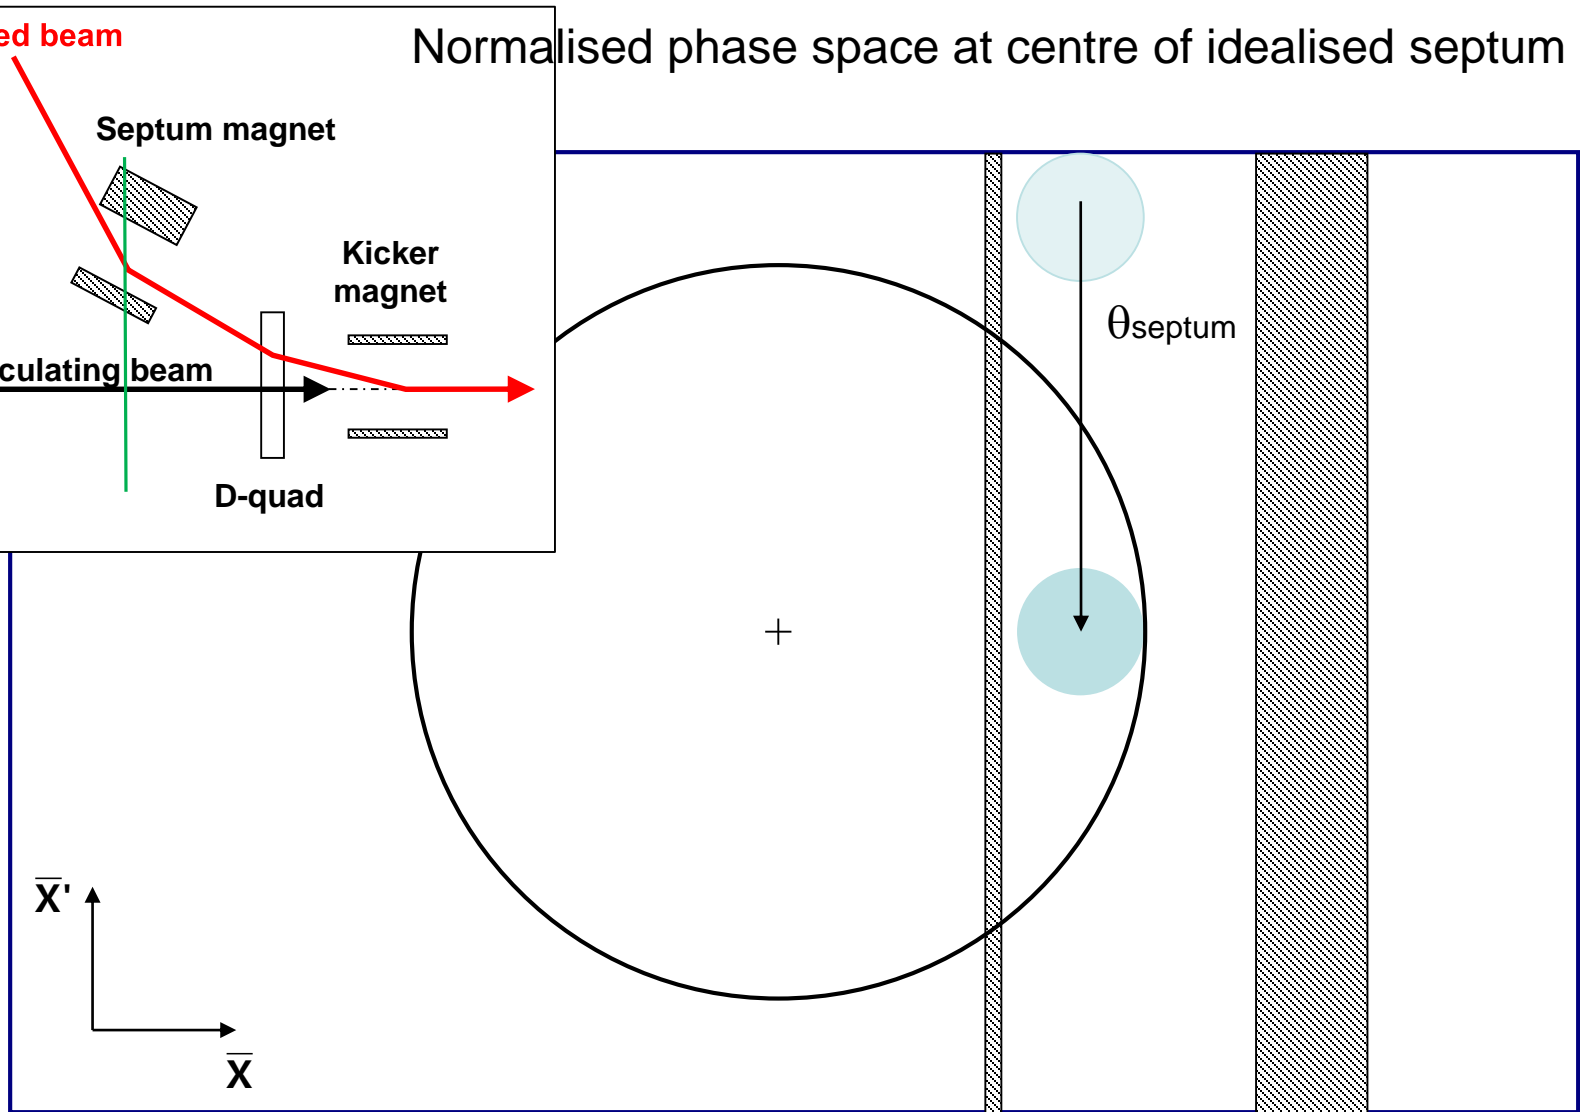 Normalised phase space at centre of idealised septum
ed beam
Septum magnet
Kicker
magnet
θseptum
culating beam
D-quad
X̅'
X̅